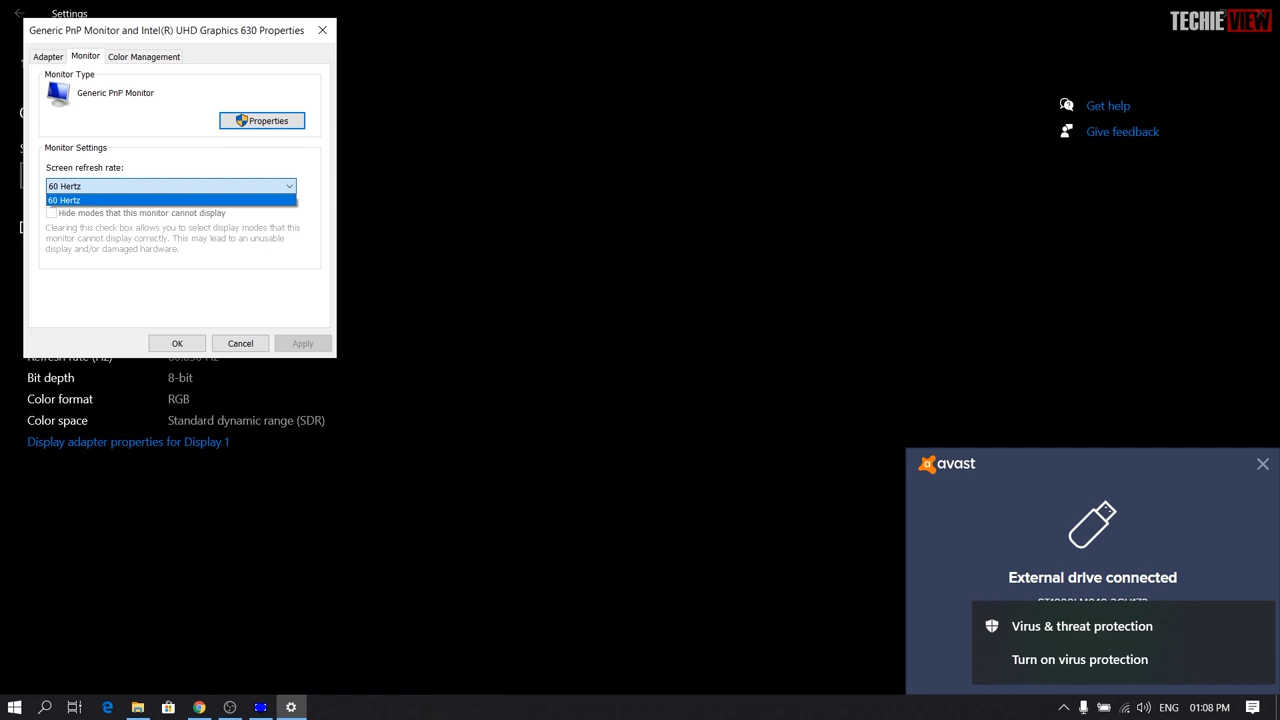 Settings
TECHIEVIEW
Generic PnP Monitor and Intel(R) UHD Graphics 630 Properties
Adapter
Monitor
Color Management
Monitor Type
Generic PnP Monitor
Properties
Monitor Settings
Screen refresh rate:
60 Hertz
60 Hertz
Hide modes that this monitor cannot display
Clearing this check box allows you to select display modes that this
monitor cannot display correctly. This may lead to an unusable
display and/or damaged hardware.
OK
Cancel
Apply
Get help
Give feedback
Refresh rate (Hz)
Bit depth 8-bit
Color format RGB
Color space Standard dynamic range (SDR)
Display adapter properties for Display 1
avast
External drive connected
Virus & threat protection
Turn on virus protection
ENG
01:08 PM